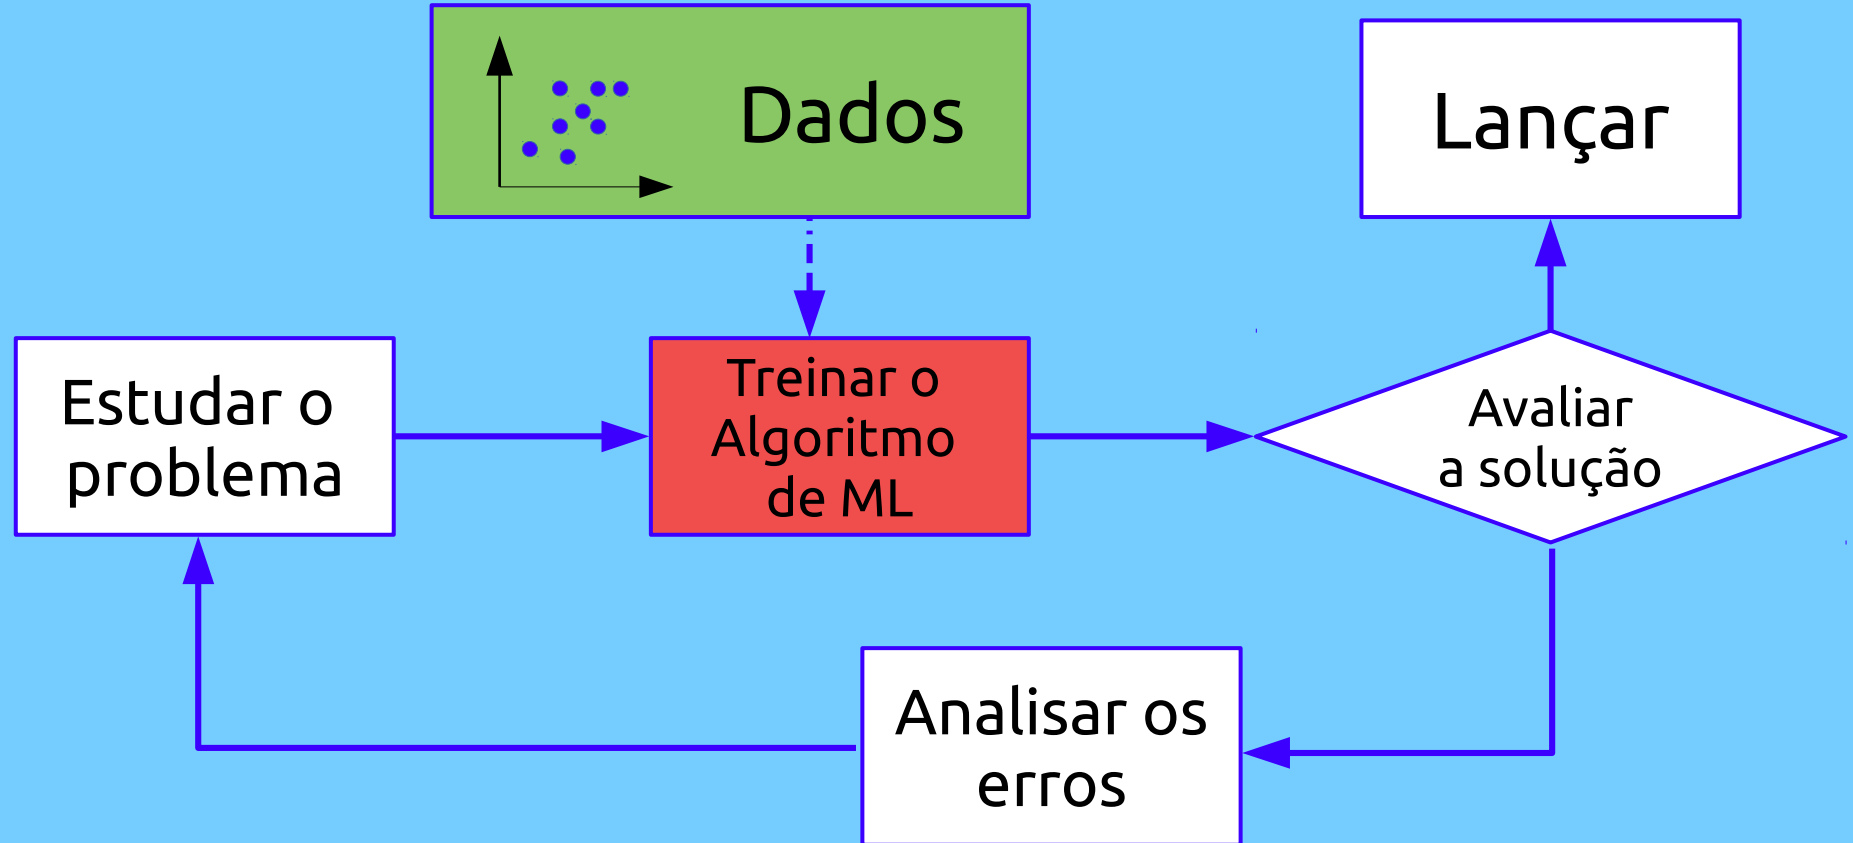 Dados
Lançar
Estudar o
problema
Treinar o
Algoritmo
de ML
Avaliar
a solução
Analisar os
erros